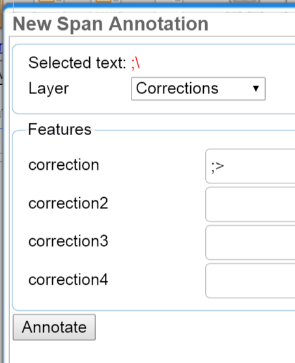 New Span Annotation
Selected text: ;\
Layer Corrections
Features
correction ;>
correction2
correction3
correction4
Annotate